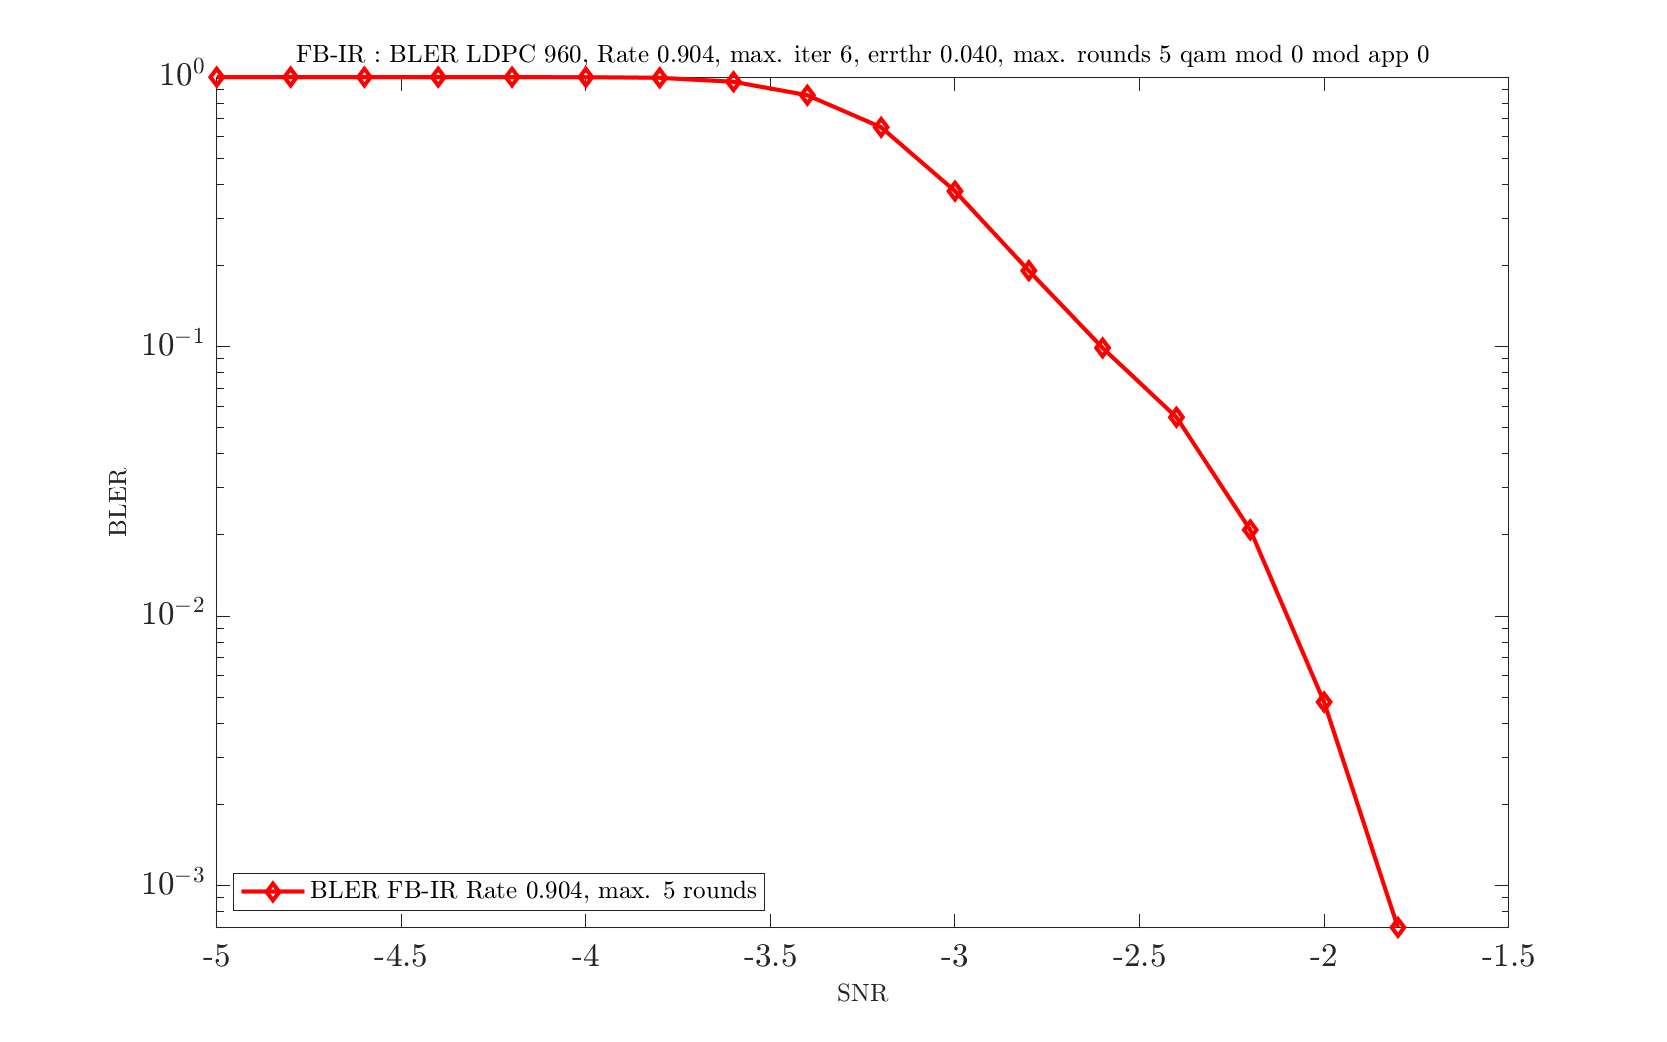 FB-IR : BLER LDPC 960, Rate 0.904, max. iter 6, errthr 0.040, max. rounds 5 qam mod 0 mod app 0
10^0
10^-1
10^-2
10^-3
BLER
BLER FB-IR Rate 0.904, max. 5 rounds
-5 -4.5 -4 -3.5 -3 -2.5 -2 -1.5
SNR